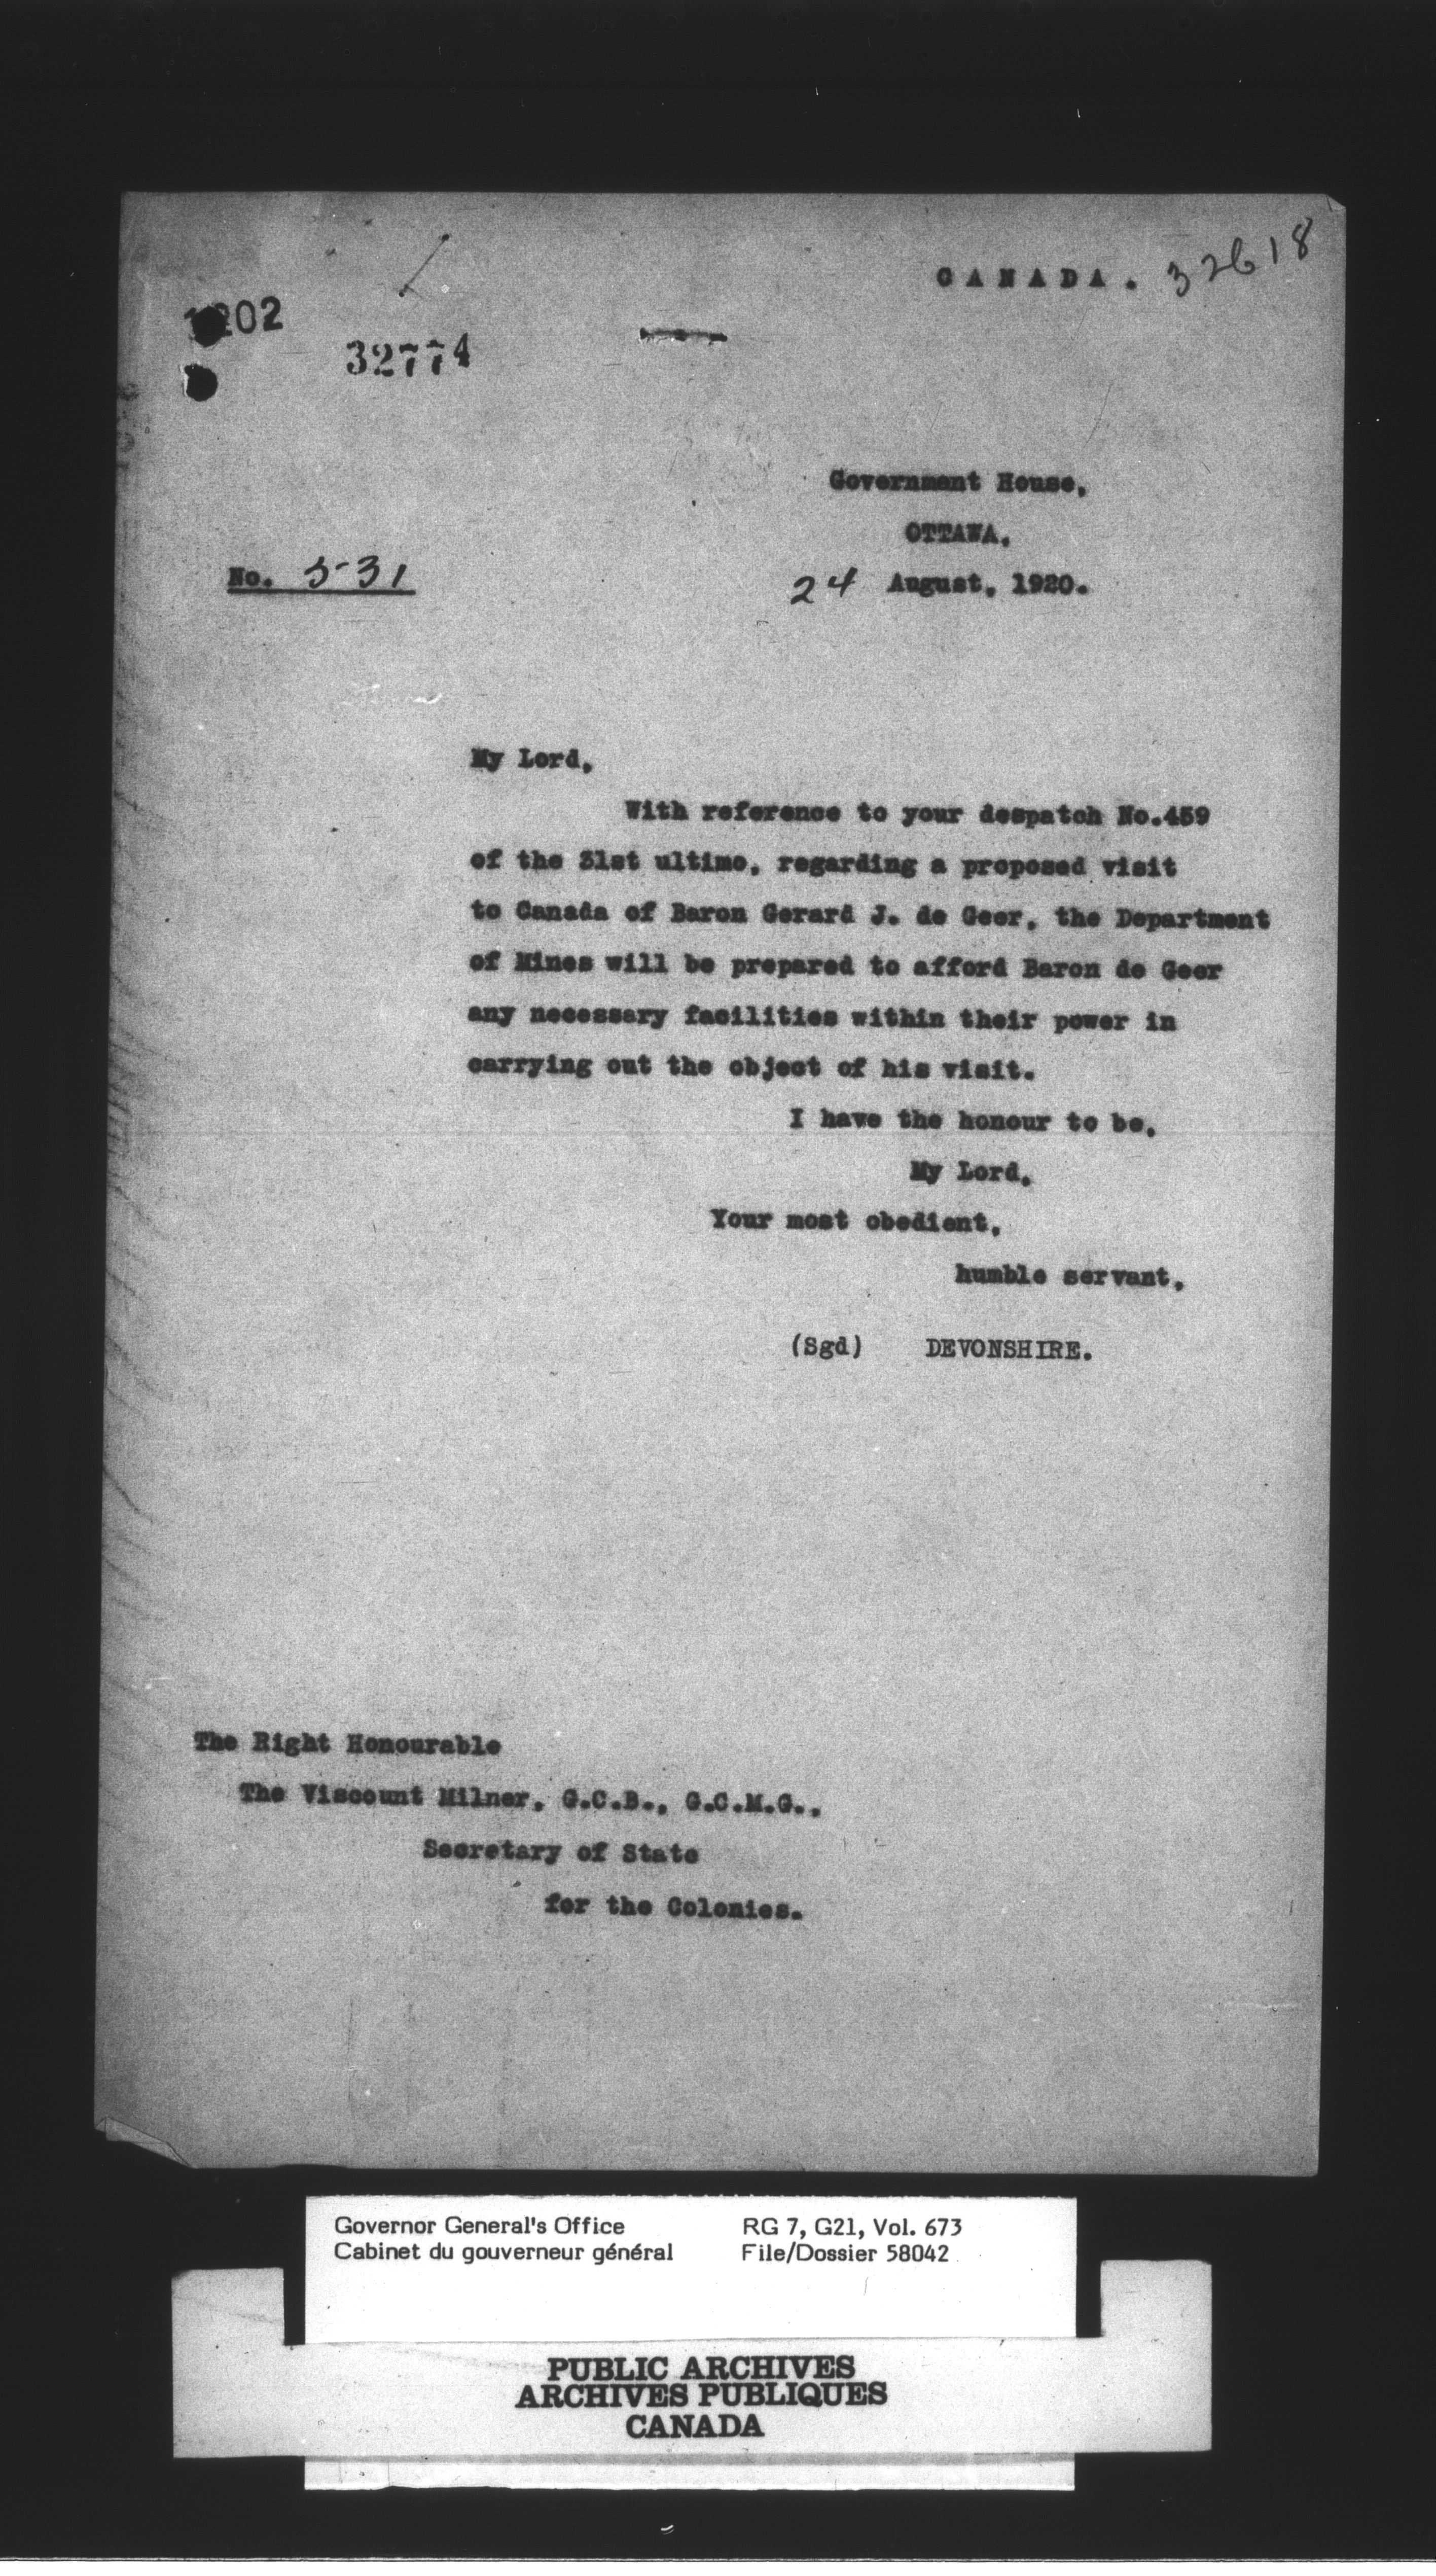 CANADA. 32618
1202
32774
Government House,
OTTAWA.
No. 531
24 August, 1920.
My Lord,
With reference to your despatch No.459
of the 31st ultimo, regarding a proposed visit
to Canada of Baron Gerard J. de Geer, the Department
of Mines will be prepared to afford Baron de Geer
any necessary facilities within their power in
carrying out the object of his visit.
I have the honour to be,
My Lord,
Your most obedient,
humble servant,
(Sgd) DEVONSHIRE.
The Right Honourable
The Viscount Milner, G.C.B., G.C.M.G.,
Secretary of State
for the Colonies.
Governor General's Office RG 7, G21, Vol. 673
Cabinet du gouverneur général File/Dossier 58042
PUBLIC ARCHIVES
ARCHIVES PUBLIQUES
CANADA